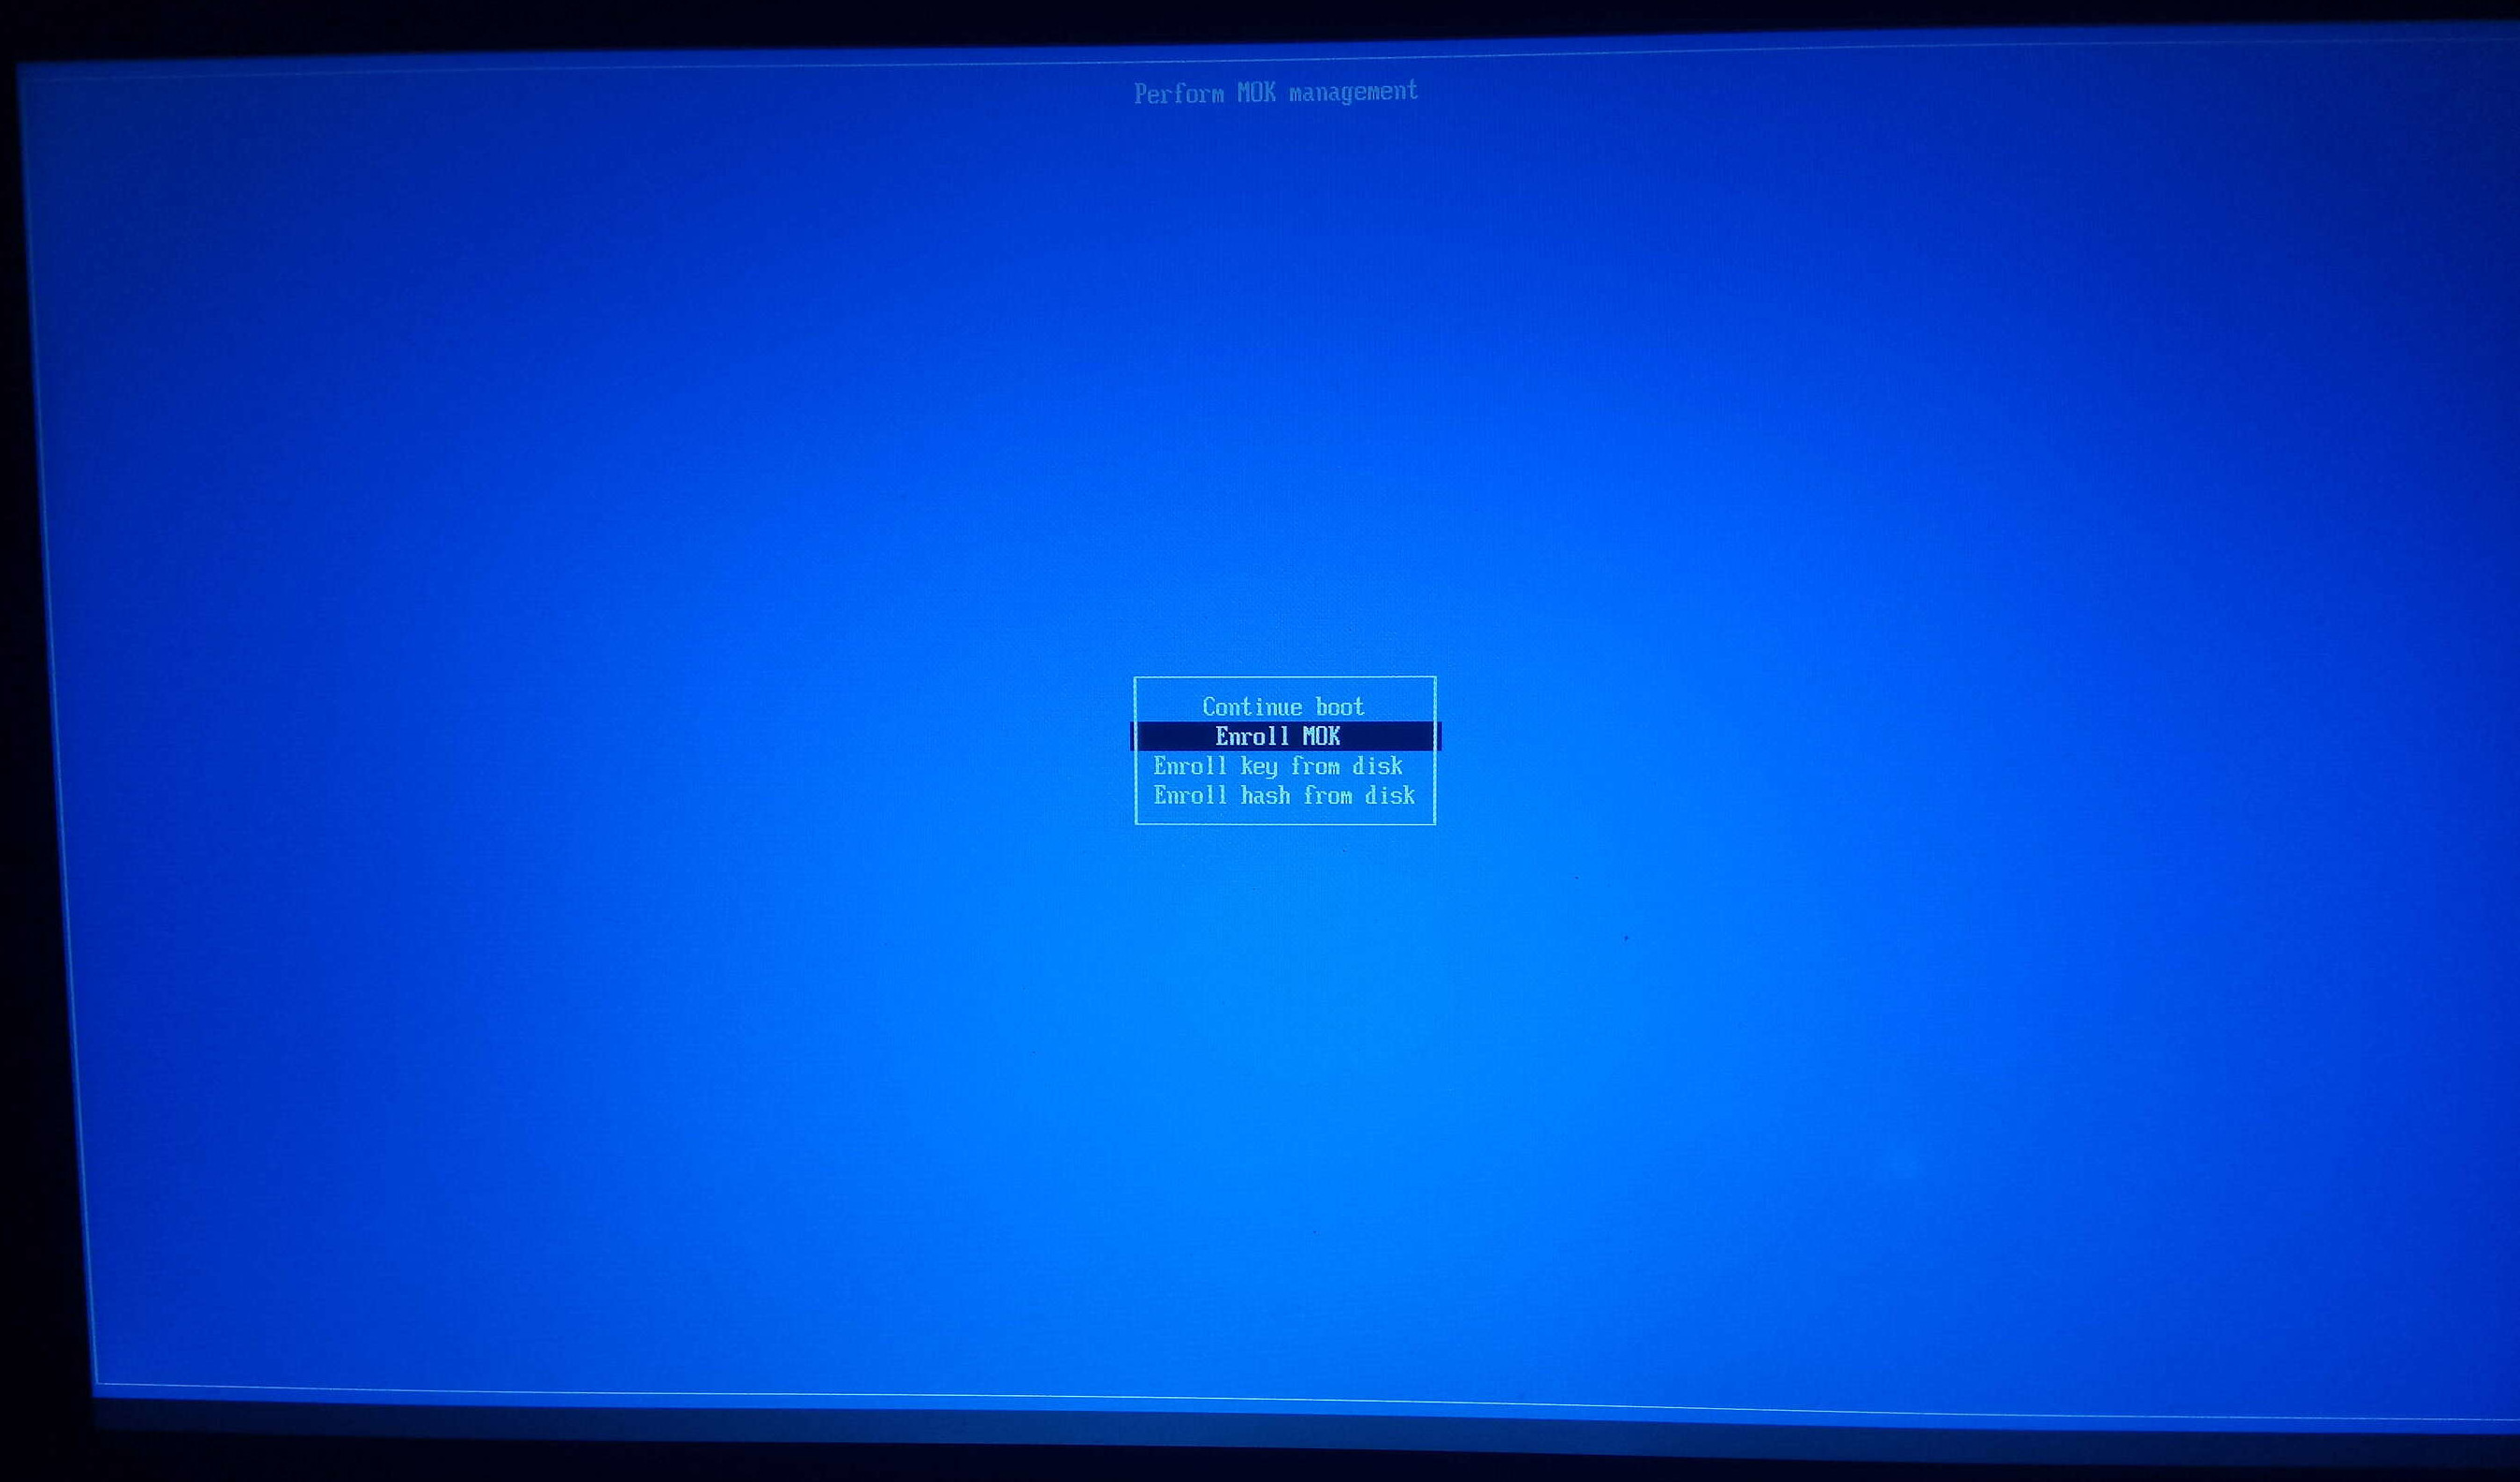 Perform MOK management
Continue boot
Enroll MOK
Enroll key from disk
Enroll hash from disk